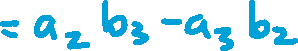 = a₂ b₃ - a₃ b₂